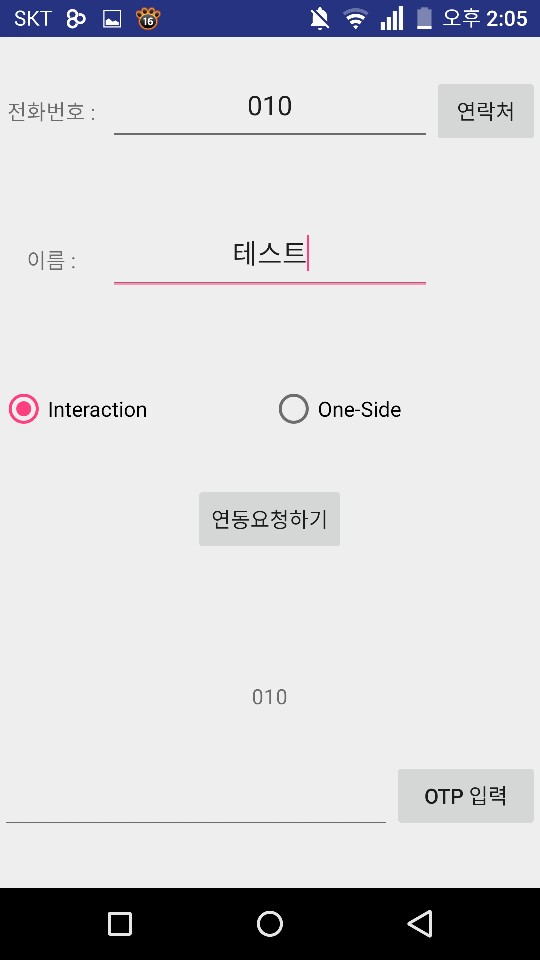 SKT 16 오후 2:05
전화번호 : 010 연락처
이름 : 테스트
Interaction One-Side
연동요청하기
010
OTP 입력